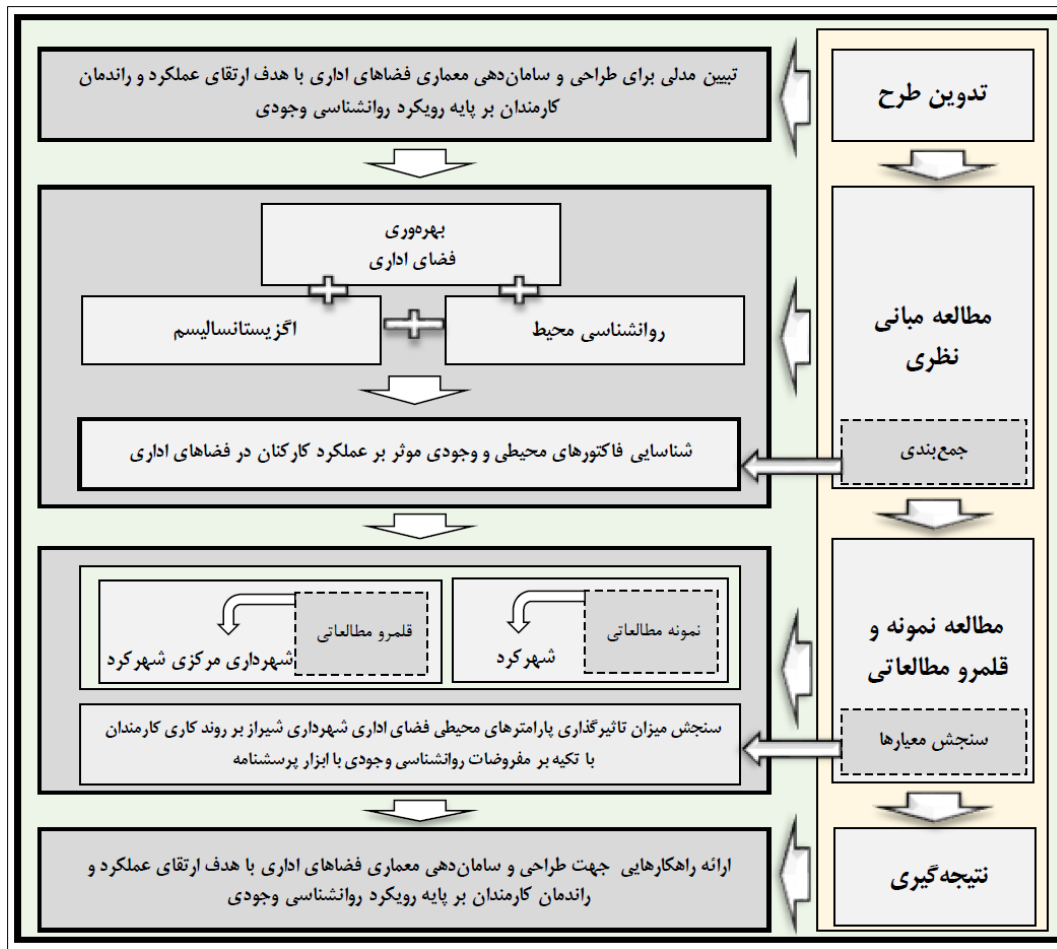 تدوین طرح
تبیین مدلی برای طراحی و سامان‌دهی معماری فضاهای اداری با هدف ارتقای عملکرد و راندمان
کارمندان بر پایه رویکرد روانشناسی وجودی
مطالعه مبانی
نظری
جمع‌بندی
بهره‌وری
فضای اداری
روانشناسی محیط
اگزیستانسالیسم
شناسایی فاکتورهای محیطی و وجودی موثر بر عملکرد کارکنان در فضاهای اداری
مطالعه نمونه و
قلمرو مطالعاتی
سنجش معیارها
نمونه مطالعاتی
شهرکرد
قلمرو مطالعاتی
شهرداری مرکزی شهرکرد
سنجش میزان تاثیرگذاری پارامترهای محیطی فضای اداری شهرداری شیراز بر روند کاری کارمندان
با تکیه بر مفروضات روانشناسی وجودی با ابزار پرسشنامه
نتیجه‌گیری
ارائه راهکارهایی جهت طراحی و سامان‌دهی معماری فضاهای اداری با هدف ارتقای عملکرد و
راندمان کارمندان بر پایه رویکرد روانشناسی وجودی